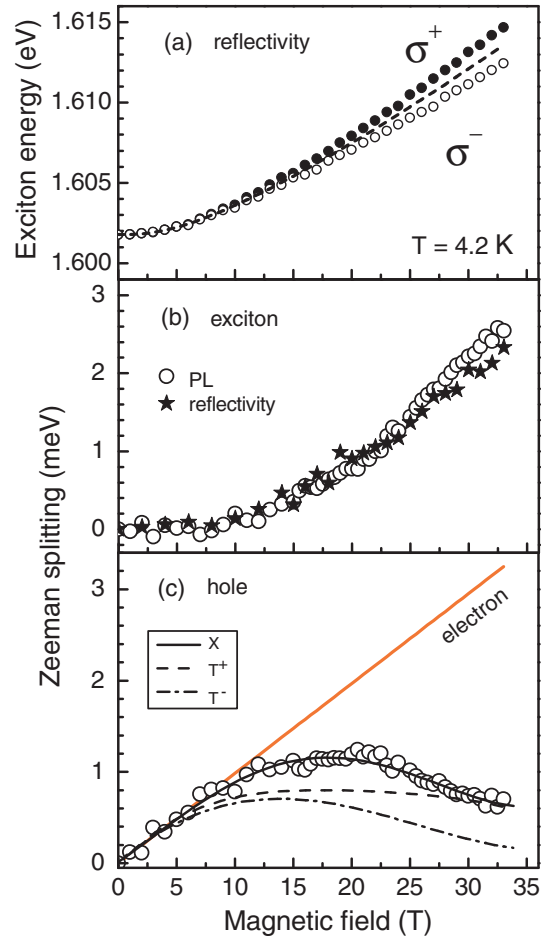 1.615
(a) reflectivity
σ+
1.610
Exciton energy (eV)
σ−
1.605
T = 4.2 K
1.600
3
(b) exciton
PL
reflectivity
2
1
0
Zeeman splitting (meV)
(c) hole
3
electron
X
T+
T-
2
1
0
0 5 10 15 20 25 30 35
Magnetic field (T)